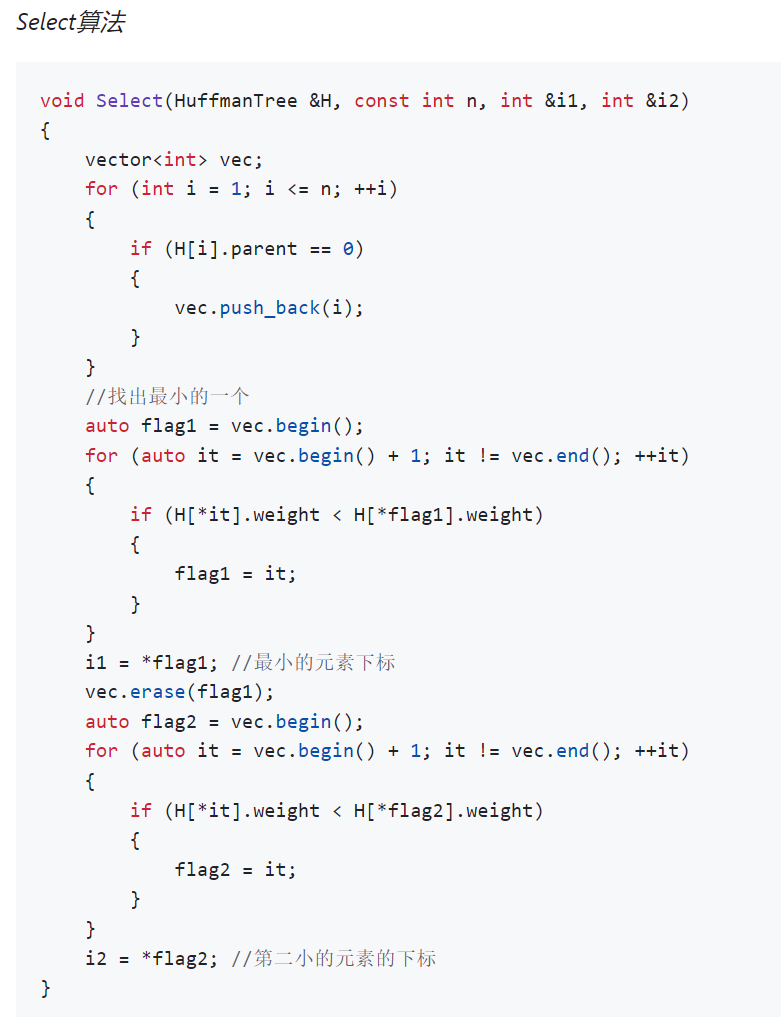 Select算法
void Select(HuffmanTree &H, const int n, int &i1, int &i2)
{
    vector<int> vec;
    for (int i = 1; i <= n; ++i)
    {
        if (H[i].parent == 0)
        {
            vec.push_back(i);
        }
    }
    //找出最小的一个
    auto flag1 = vec.begin();
    for (auto it = vec.begin() + 1; it != vec.end(); ++it)
    {
        if (H[*it].weight < H[*flag1].weight)
        {
            flag1 = it;
        }
    }
    i1 = *flag1; //最小的元素下标
    vec.erase(flag1);
    auto flag2 = vec.begin();
    for (auto it = vec.begin() + 1; it != vec.end(); ++it)
    {
        if (H[*it].weight < H[*flag2].weight)
        {
            flag2 = it;
        }
    }
    i2 = *flag2; //第二小的元素的下标
}